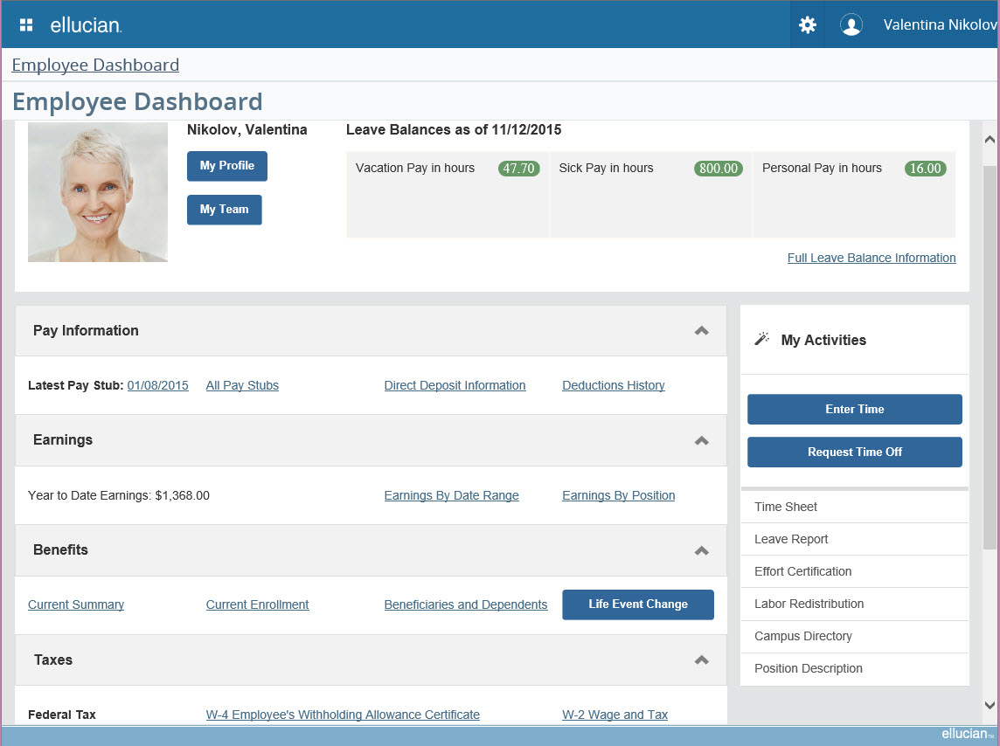 ellucian.
Valentina Nikolov
Employee Dashboard
Employee Dashboard
Nikolov, Valentina
My Profile
My Team
Leave Balances as of 11/12/2015
Vacation Pay in hours 47.70
Sick Pay in hours 800.00
Personal Pay in hours 16.00
Full Leave Balance Information
Pay Information
Latest Pay Stub: 01/08/2015 All Pay Stubs Direct Deposit Information Deductions History
Earnings
Year to Date Earnings: $1,368.00 Earnings By Date Range Earnings By Position
Benefits
Current Summary Current Enrollment Beneficiaries and Dependents Life Event Change
Taxes
Federal Tax W-4 Employee's Withholding Allowance Certificate W-2 Wage and Tax
My Activities
Enter Time
Request Time Off
Time Sheet
Leave Report
Effort Certification
Labor Redistribution
Campus Directory
Position Description
ellucian™